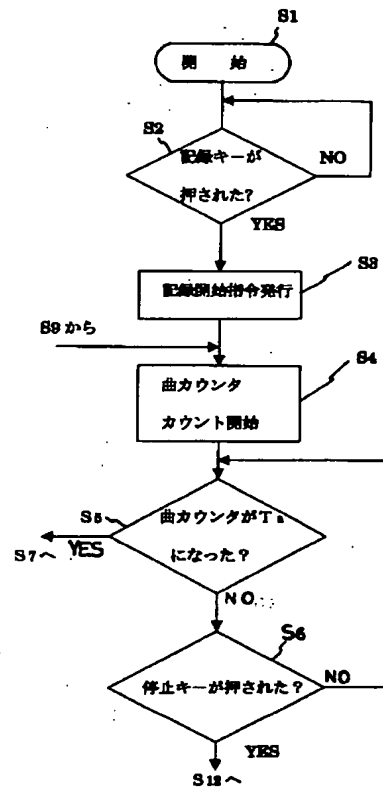 S1
開始
S2
記録キーが
押された?
NO
YES
S3
記録開始指令発行
S9から
S4
曲カウンタ
カウント開始
S5
曲カウンタがTa
になった?
YES
S7へ
NO
S6
停止キーが押された?
NO
YES
S12へ